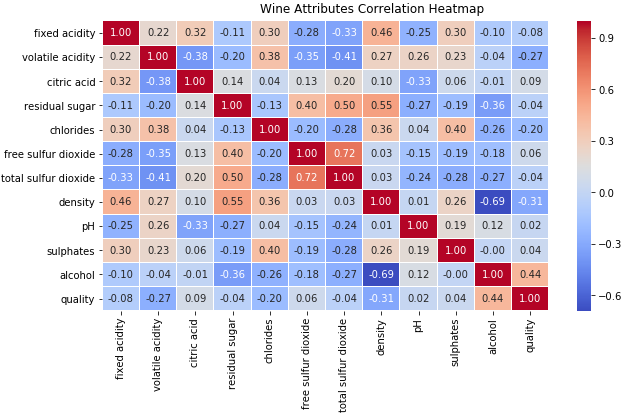 Wine Attributes Correlation Heatmap
fixed acidity 1.00 0.22 0.32 -0.11 0.30 -0.28 -0.33 0.46 -0.25 0.30 -0.10 -0.08
volatile acidity 0.22 1.00 -0.38 -0.20 0.38 -0.35 -0.41 0.27 0.26 0.23 -0.04 -0.27
citric acid 0.32 -0.38 1.00 0.14 0.04 0.13 0.20 0.10 -0.33 0.06 -0.01 0.09
residual sugar -0.11 -0.20 0.14 1.00 -0.13 0.40 0.50 0.55 -0.27 -0.19 -0.36 -0.04
chlorides 0.30 0.38 0.04 -0.13 1.00 -0.20 -0.28 0.36 0.04 0.40 -0.26 -0.20
free sulfur dioxide -0.28 -0.35 0.13 0.40 -0.20 1.00 0.72 0.03 -0.15 -0.19 -0.18 0.06
total sulfur dioxide -0.33 -0.41 0.20 0.50 -0.28 0.72 1.00 0.03 -0.24 -0.28 -0.27 -0.04
density 0.46 0.27 0.10 0.55 0.36 0.03 0.03 1.00 0.01 0.26 -0.69 -0.31
pH -0.25 0.26 -0.33 -0.27 0.04 -0.15 -0.24 0.01 1.00 0.19 0.12 0.02
sulphates 0.30 0.23 0.06 -0.19 0.40 -0.19 -0.28 0.26 0.19 1.00 -0.00 0.04
alcohol -0.10 -0.04 -0.01 -0.36 -0.26 -0.18 -0.27 -0.69 0.12 -0.00 1.00 0.44
quality -0.08 -0.27 0.09 -0.04 -0.20 0.06 -0.04 -0.31 0.02 0.04 0.44 1.00
fixed acidity
volatile acidity
citric acid
residual sugar
chlorides
free sulfur dioxide
total sulfur dioxide
density
pH
sulphates
alcohol
quality
0.9
0.6
0.3
0.0
−0.3
−0.6